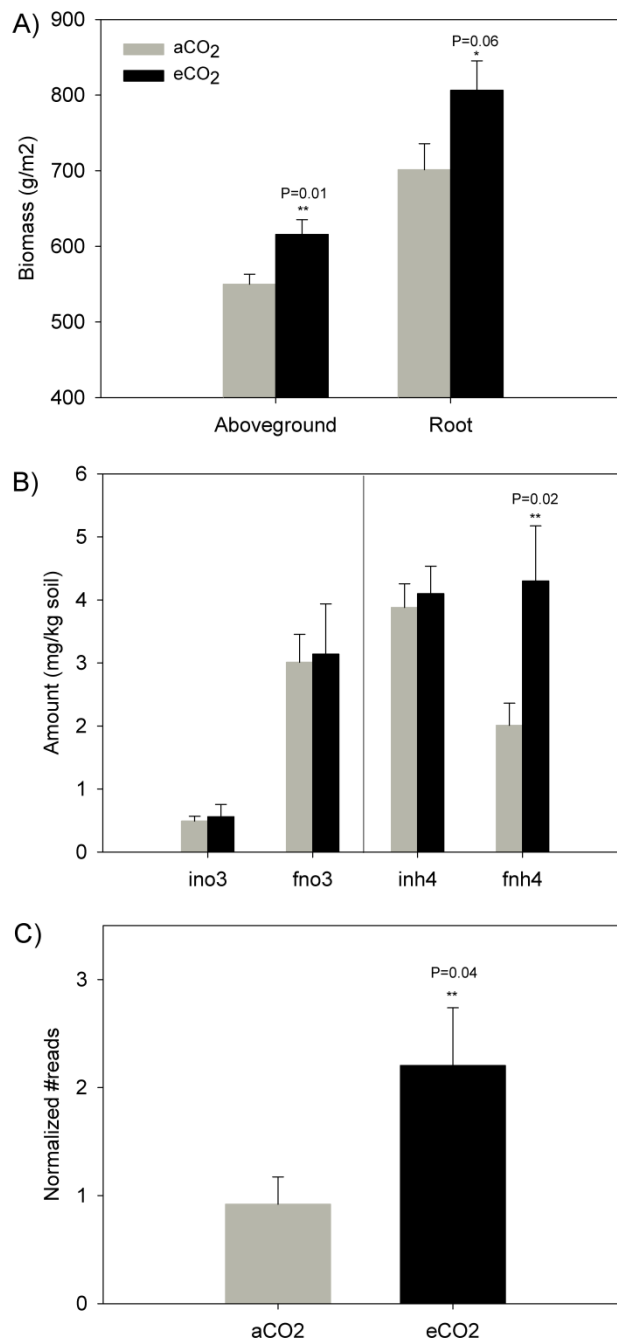 A)
900
800
700
600
500
400
Biomass (g/m2)
aCO2
eCO2
P=0.01
**
P=0.06
*
Aboveground Root
B)
6
5
4
3
2
1
0
Amount (mg/kg soil)
P=0.02
**
ino3 fno3 inh4 fnh4
C)
3
2
1
0
Normalized #reads
P=0.04
**
aCO2 eCO2